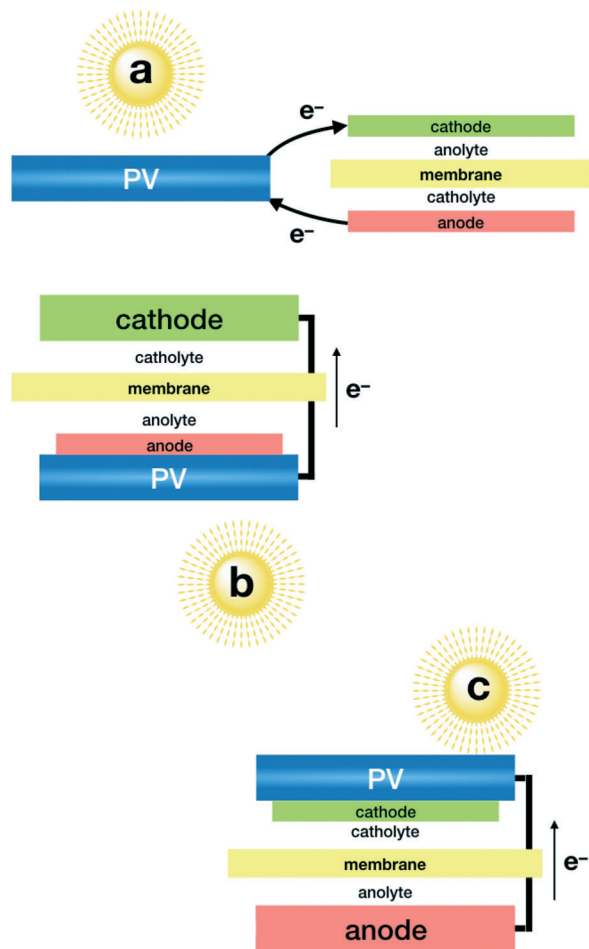 a
e⁻
cathode
anolyte
PV
membrane
catholyte
anode
e⁻
cathode
catholyte
membrane
e⁻
anolyte
anode
PV
b
c
PV
cathode
catholyte
membrane
e⁻
anolyte
anode